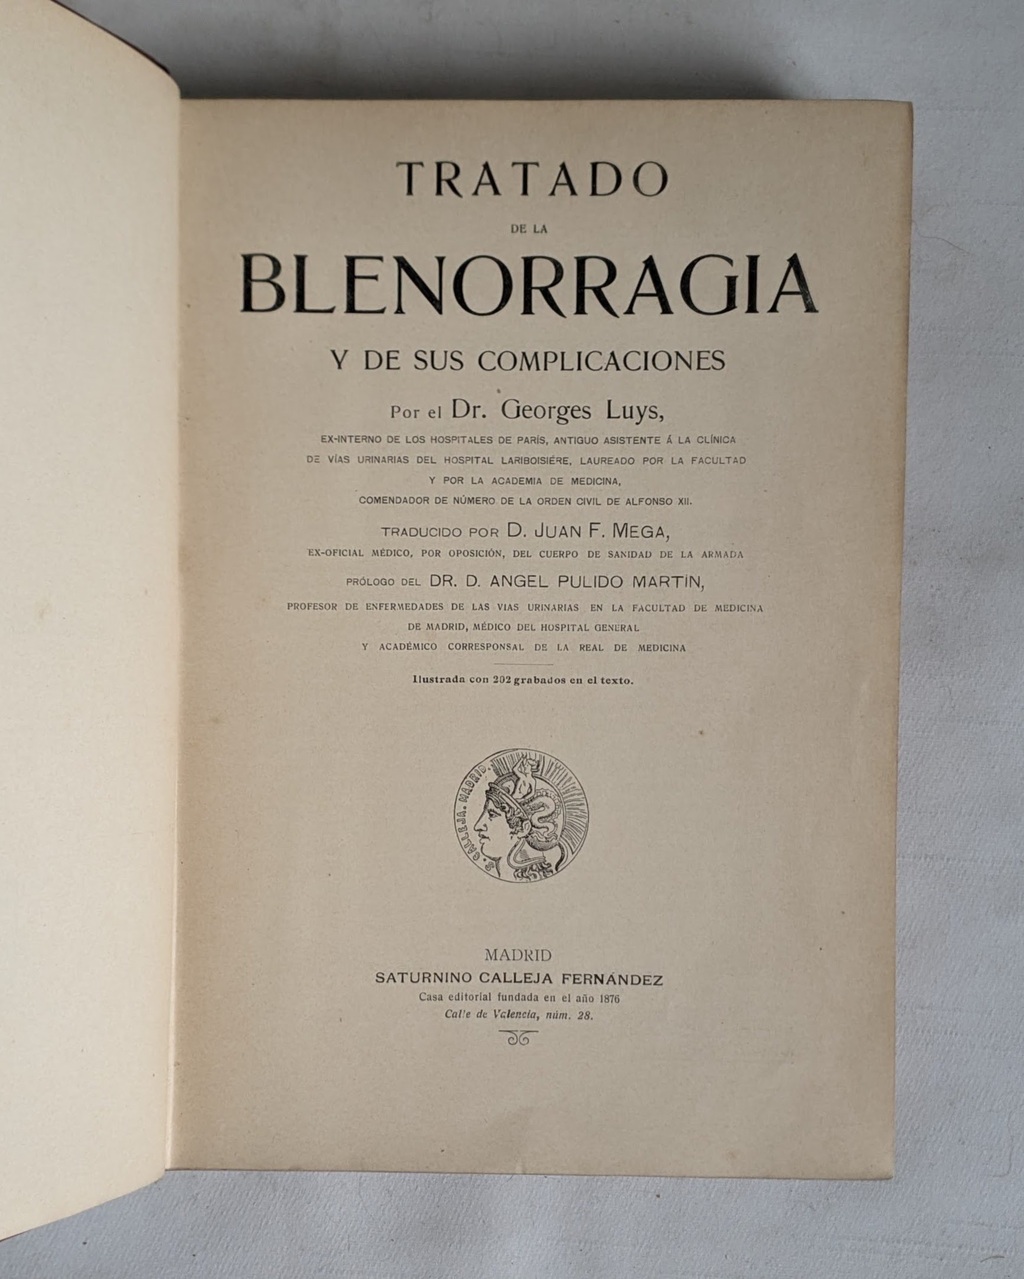 TRATADO
DE LA
BLENORRAGIA
Y DE SUS COMPLICACIONES
Por el Dr. Georges Luys,
EX-INTERNO DE LOS HOSPITALES DE PARÍS, ANTIGUO ASISTENTE Á LA CLÍNICA
DE VÍAS URINARIAS DEL HOSPITAL LARIBOISIÉRE, LAUREADO POR LA FACULTAD
Y POR LA ACADEMIA DE MEDICINA,
COMENDADOR DE NÚMERO DE LA ORDEN CIVIL DE ALFONSO XII.
TRADUCIDO POR D. JUAN F. MEGA,
EX-OFICIAL MÉDICO, POR OPOSICIÓN, DEL CUERPO DE SANIDAD DE LA ARMADA
PRÓLOGO DEL DR. D. ANGEL PULIDO MARTÍN,
PROFESOR DE ENFERMEDADES DE LAS VIAS URINARIAS EN LA FACULTAD DE MEDICINA
DE MADRID, MÉDICO DEL HOSPITAL GENERAL
Y ACADÉMICO CORRESPONSAL DE LA REAL DE MEDICINA
Ilustrada con 202 grabados en el texto.
S. CALLEJA. MADRID.
MADRID
SATURNINO CALLEJA FERNÁNDEZ
Casa editorial fundada en el año 1876
Calle de Valencia, núm. 28.